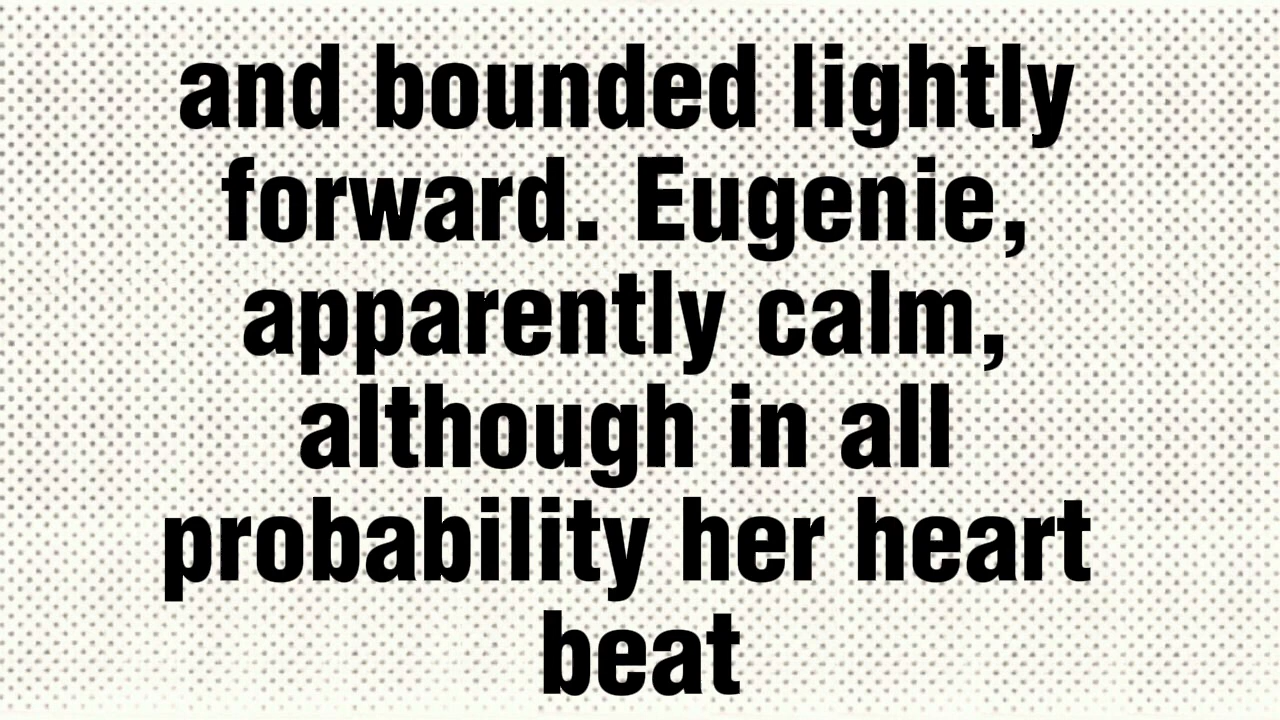 and bounded lightly
forward. Eugenie,
apparently calm,
although in all
probability her heart
beat